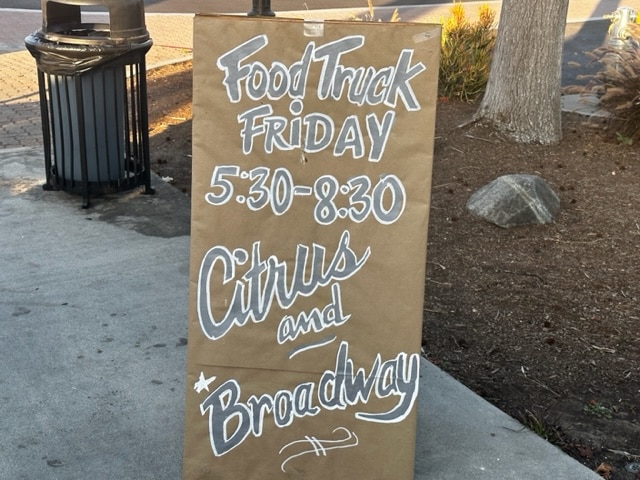 Food Truck
FRiDAY
5:30-8:30
Citrus
and
Broadway